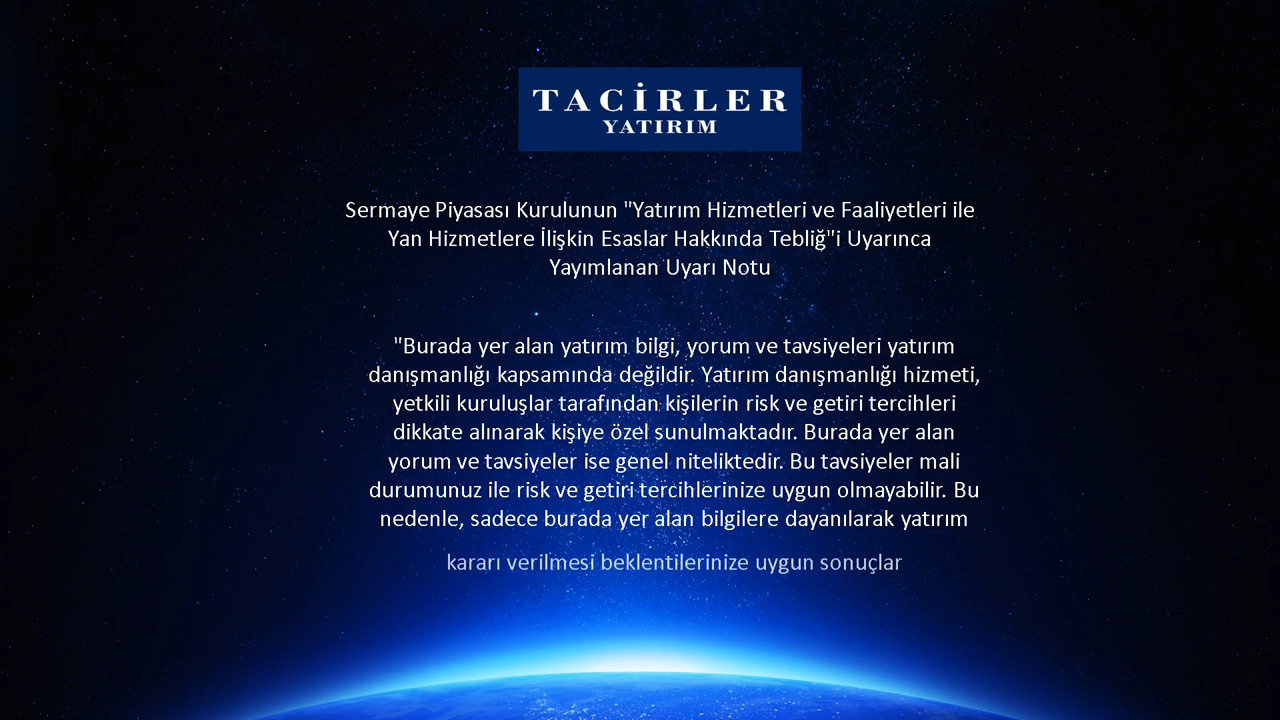 TACİRLER
YATIRIM
Sermaye Piyasası Kurulunun "Yatırım Hizmetleri ve Faaliyetleri ile
Yan Hizmetlere İlişkin Esaslar Hakkında Tebliğ"i Uyarınca
Yayımlanan Uyarı Notu
"Burada yer alan yatırım bilgi, yorum ve tavsiyeleri yatırım
danışmanlığı kapsamında değildir. Yatırım danışmanlığı hizmeti,
yetkili kuruluşlar tarafından kişilerin risk ve getiri tercihleri
dikkate alınarak kişiye özel sunulmaktadır. Burada yer alan
yorum ve tavsiyeler ise genel niteliktedir. Bu tavsiyeler mali
durumunuz ile risk ve getiri tercihlerinize uygun olmayabilir. Bu
nedenle, sadece burada yer alan bilgilere dayanılarak yatırım
kararı verilmesi beklentilerinize uygun sonuçlar